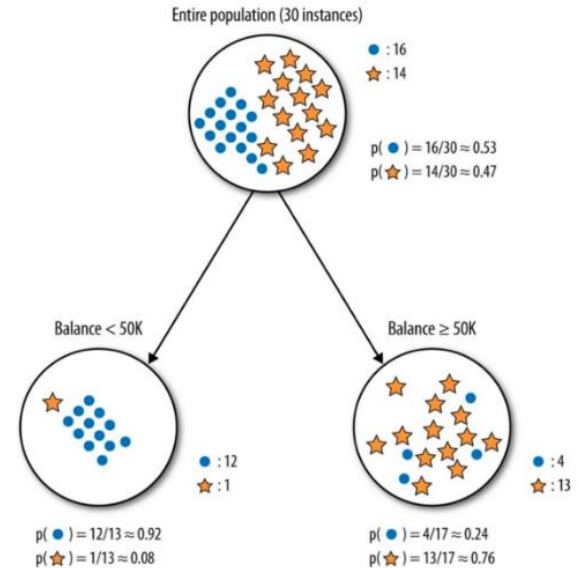 Entire population (30 instances)
: 16
: 14
p( ) = 16/30 ≈ 0.53
p( ) = 14/30 ≈ 0.47
Balance < 50K
Balance ≥ 50K
: 12
: 1
: 4
: 13
p( ) = 12/13 ≈ 0.92
p( ) = 1/13 ≈ 0.08
p( ) = 4/17 ≈ 0.24
p( ) = 13/17 ≈ 0.76